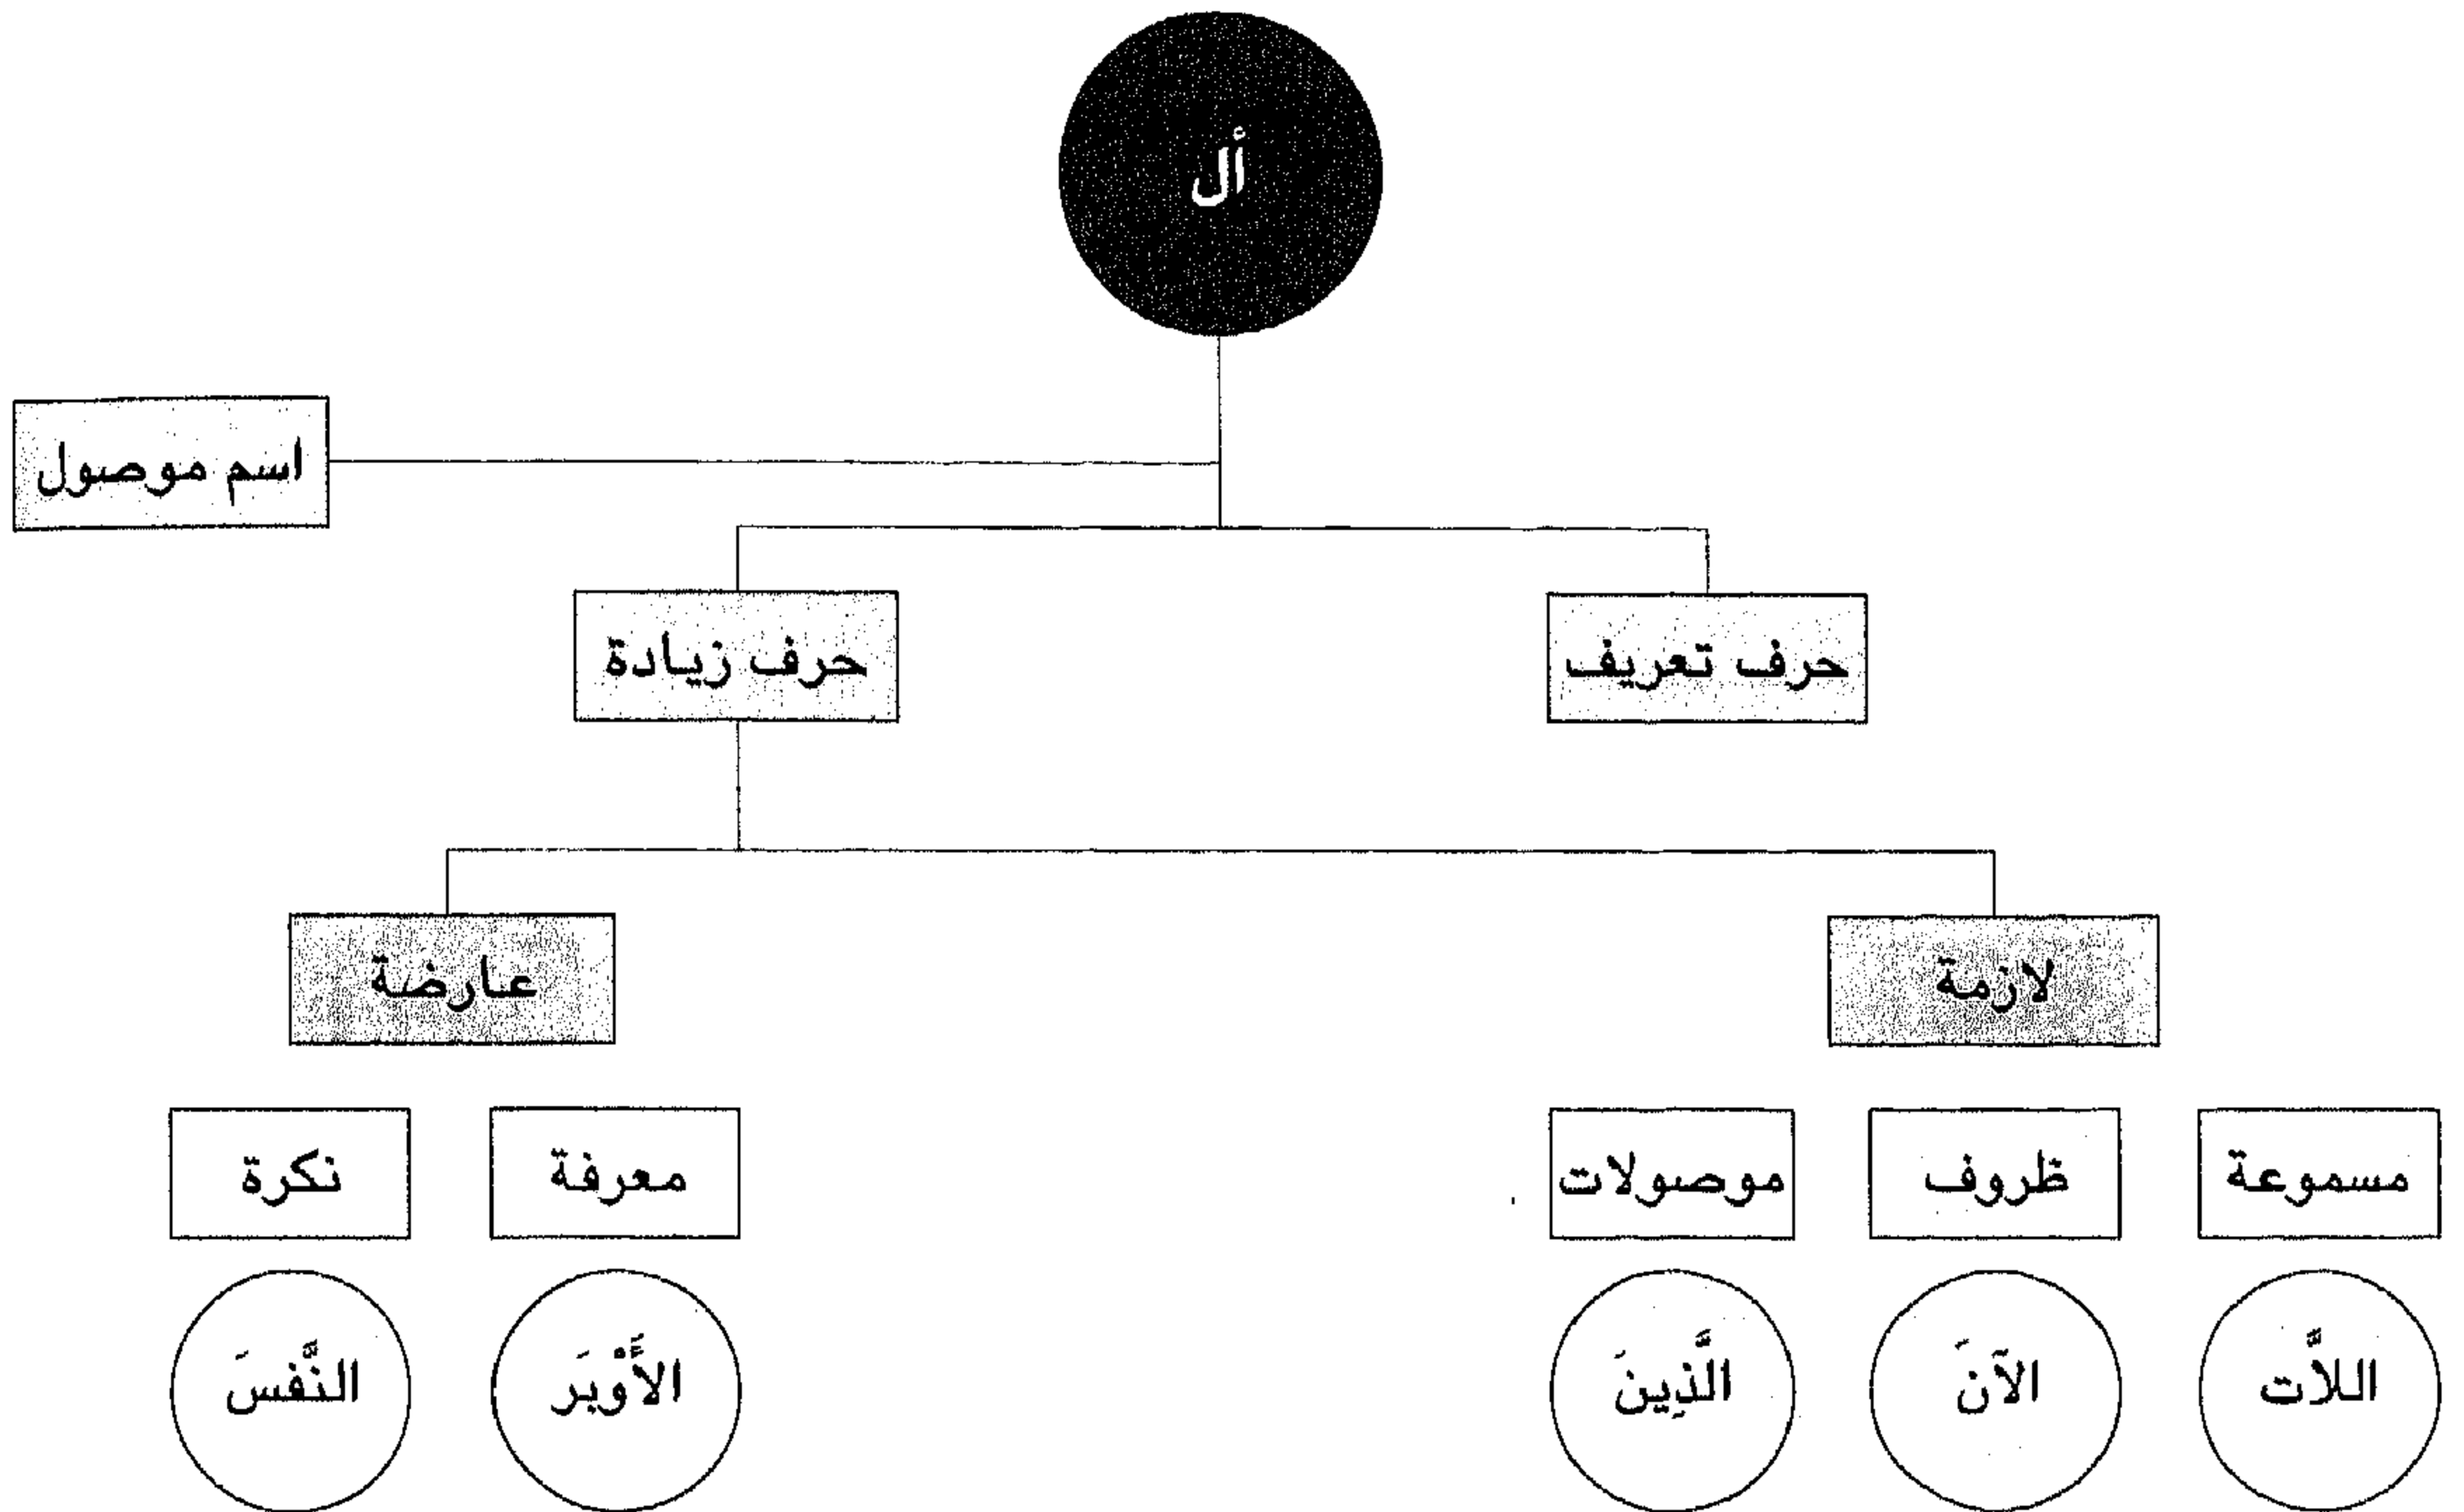 أل
اسم موصول
حرف تعريف
حرف زيادة
لازمة
عارضة
مسموعة
ظروف
موصولات
معرفة
نكرة
اللاَّت
الآنَ
الَّذِينَ
الأَوْبَرَ
النَّفسَ